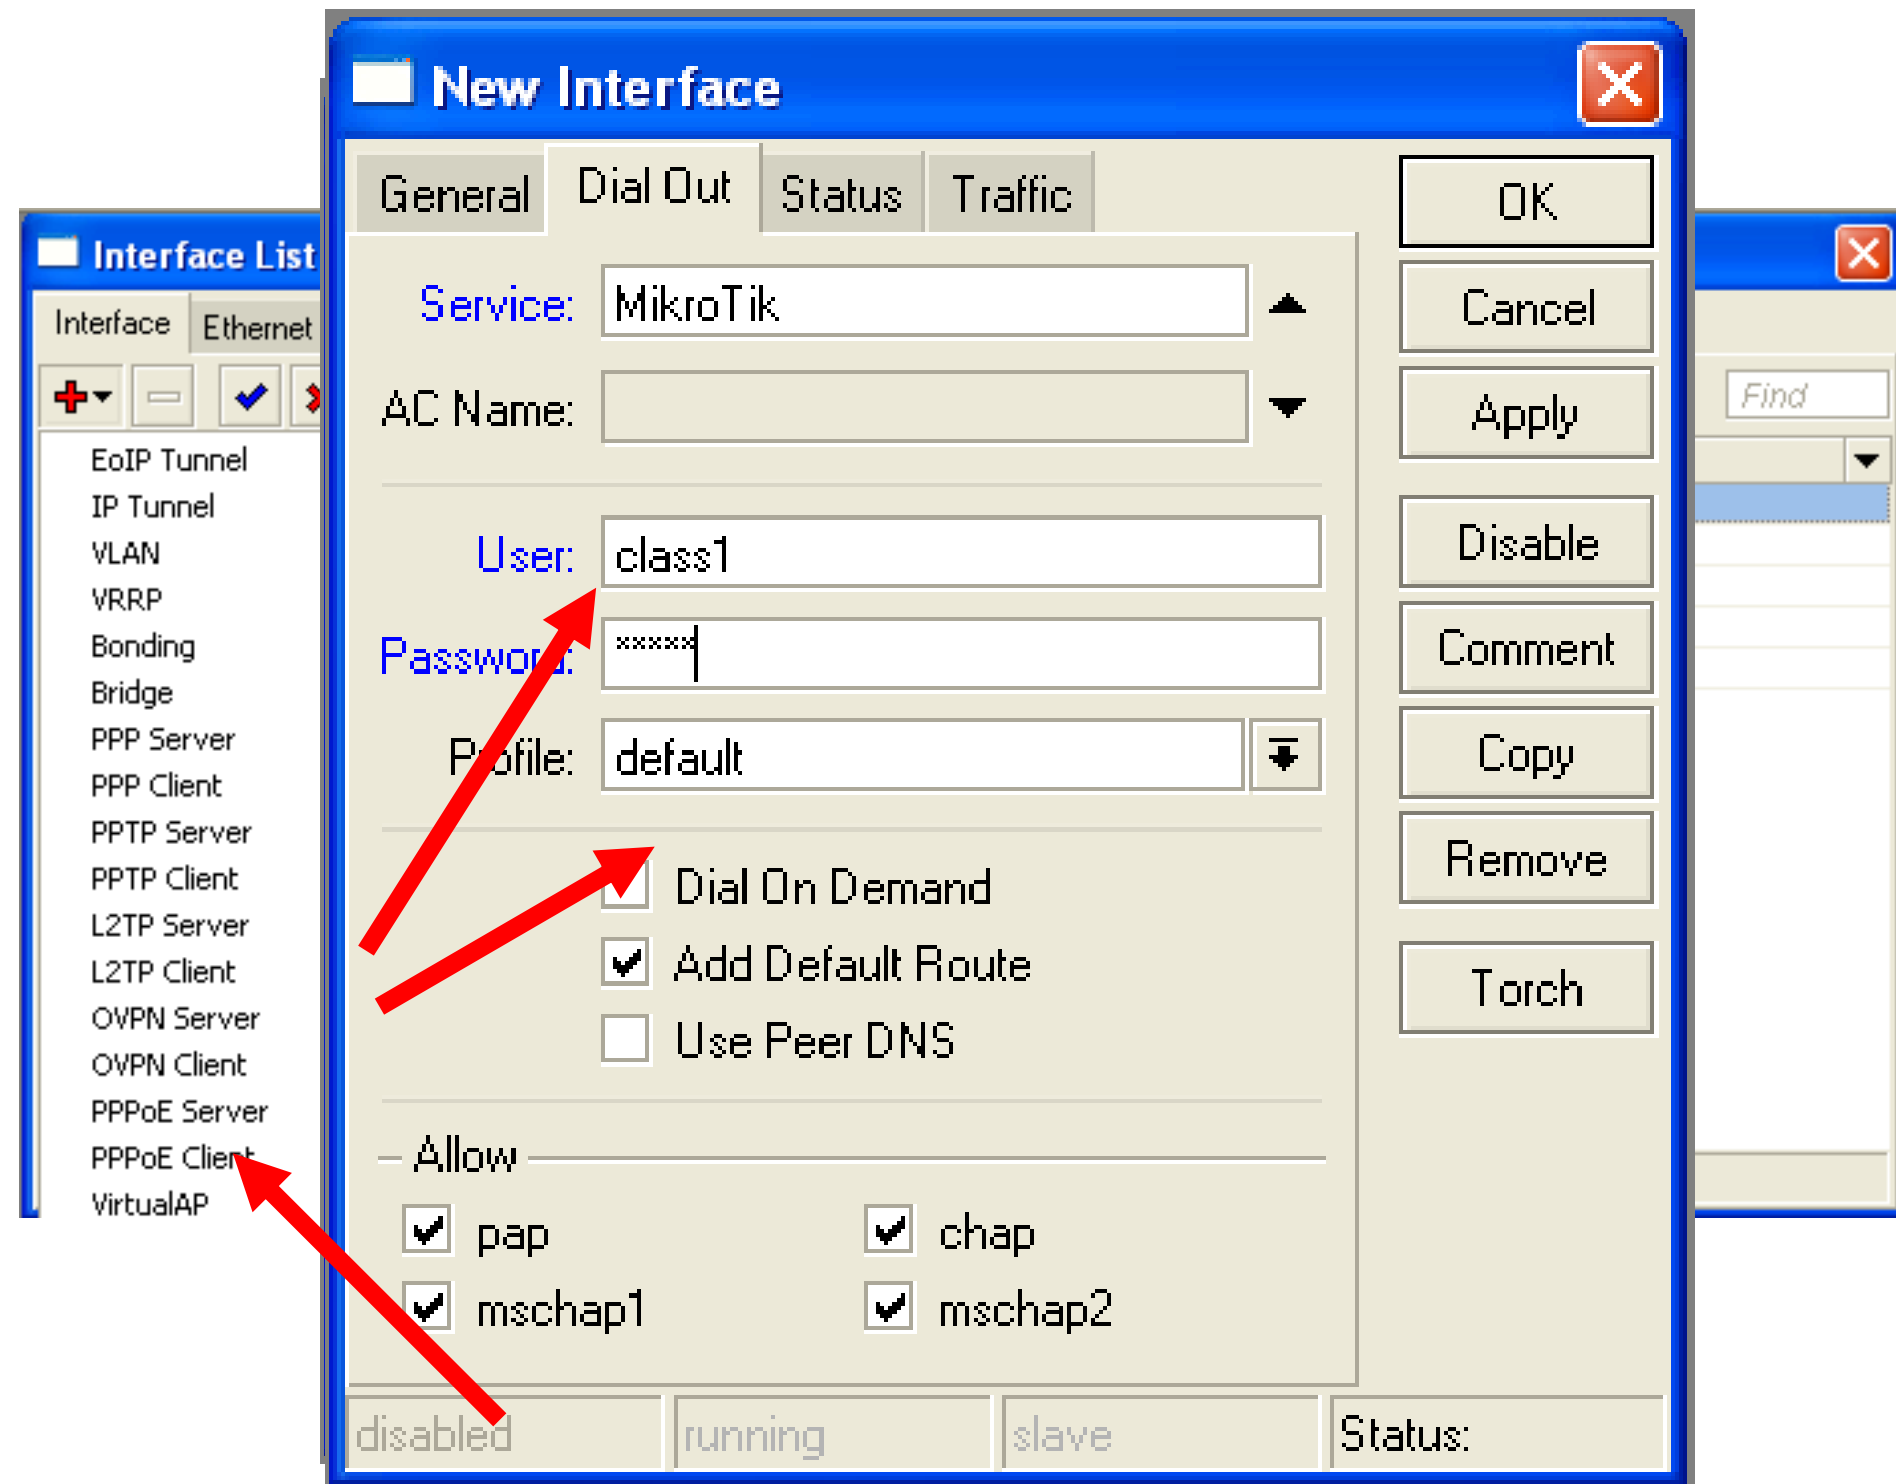 Interface List
Interface Ethernet
Find
EoIP Tunnel
IP Tunnel
VLAN
VRRP
Bonding
Bridge
PPP Server
PPP Client
PPTP Server
PPTP Client
L2TP Server
L2TP Client
OVPN Server
OVPN Client
PPPoE Server
PPPoE Client
VirtualAP
New Interface
General Dial Out Status Traffic
Service: MikroTik
AC Name:
User: class1
Password: *****
Profile: default
Dial On Demand
Add Default Route
Use Peer DNS
Allow
pap chap
mschap1 mschap2
OK
Cancel
Apply
Disable
Comment
Copy
Remove
Torch
disabled running slave Status: